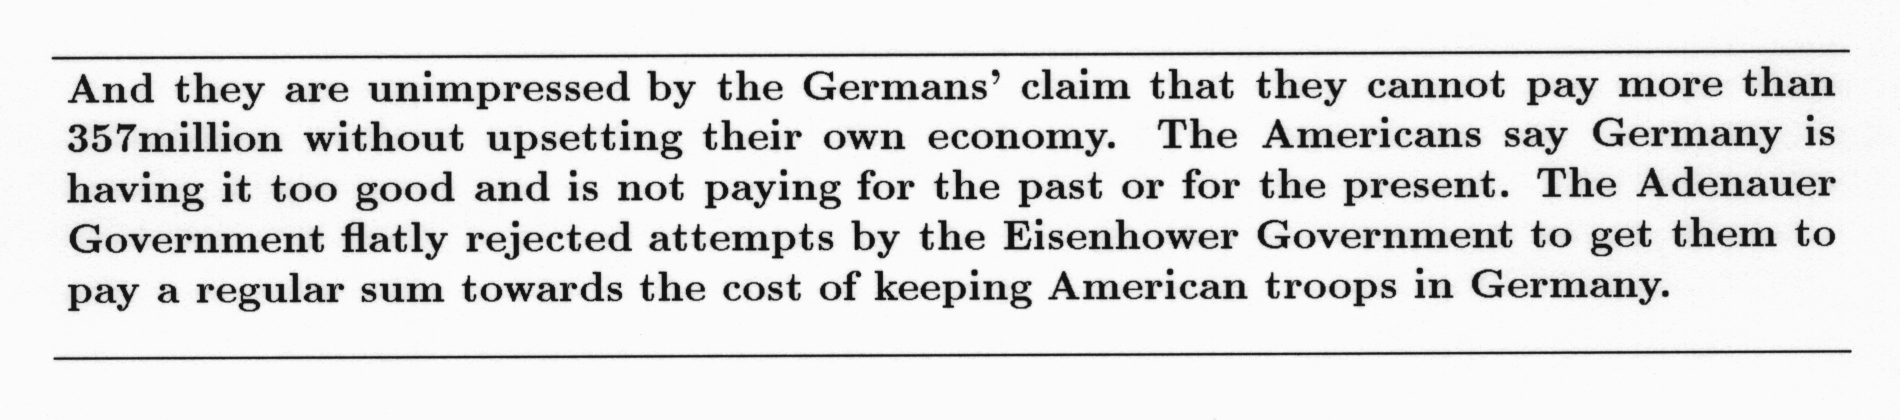 And they are unimpressed by the Germans’ claim that they cannot pay more than
357million without upsetting their own economy. The Americans say Germany is
having it too good and is not paying for the past or for the present. The Adenauer
Government flatly rejected attempts by the Eisenhower Government to get them to
pay a regular sum towards the cost of keeping American troops in Germany.